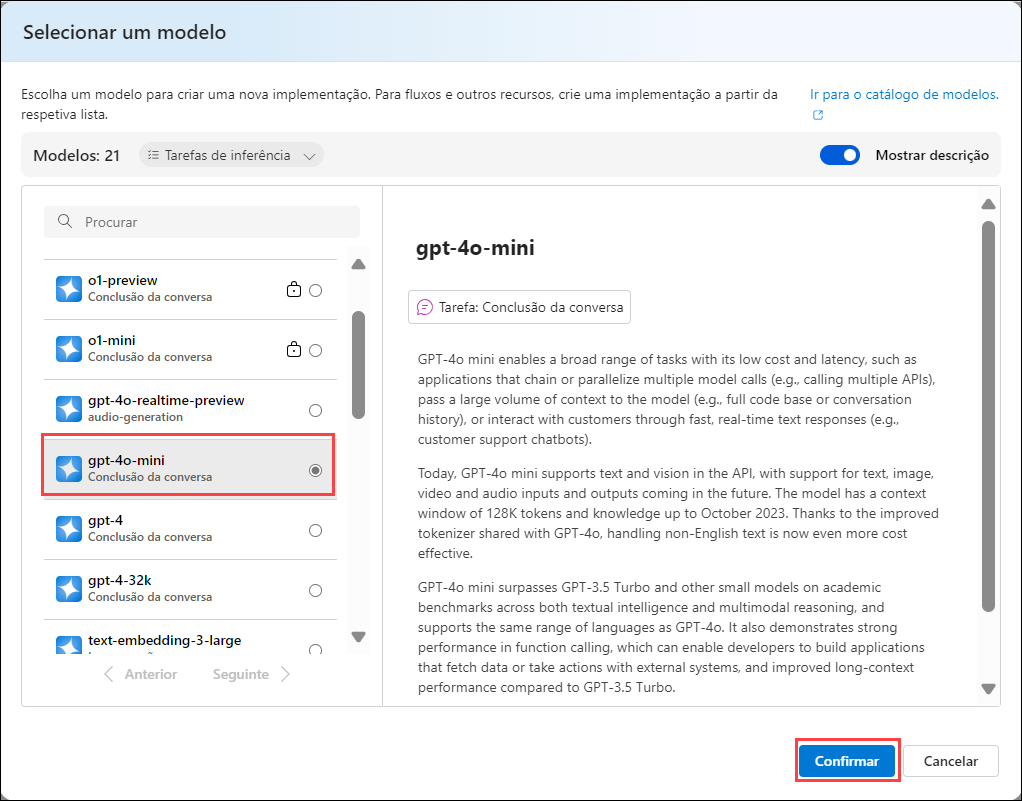 Selecionar um modelo
Escolha um modelo para criar uma nova implementação. Para fluxos e outros recursos, crie uma implementação a partir da
respetiva lista.
Ir para o catálogo de modelos.
Modelos: 21
Tarefas de inferência
Mostrar descrição
Procurar
o1-preview
Conclusão da conversa
o1-mini
Conclusão da conversa
gpt-4o-realtime-preview
audio-generation
gpt-4o-mini
Conclusão da conversa
gpt-4
Conclusão da conversa
gpt-4-32k
Conclusão da conversa
text-embedding-3-large
Anterior
Seguinte
gpt-4o-mini
Tarefa: Conclusão da conversa
GPT-4o mini enables a broad range of tasks with its low cost and latency, such as
applications that chain or parallelize multiple model calls (e.g., calling multiple APIs),
pass a large volume of context to the model (e.g., full code base or conversation
history), or interact with customers through fast, real-time text responses (e.g.,
customer support chatbots).
Today, GPT-4o mini supports text and vision in the API, with support for text, image,
video and audio inputs and outputs coming in the future. The model has a context
window of 128K tokens and knowledge up to October 2023. Thanks to the improved
tokenizer shared with GPT-4o, handling non-English text is now even more cost
effective.
GPT-4o mini surpasses GPT-3.5 Turbo and other small models on academic
benchmarks across both textual intelligence and multimodal reasoning, and
supports the same range of languages as GPT-4o. It also demonstrates strong
performance in function calling, which can enable developers to build applications
that fetch data or take actions with external systems, and improved long-context
performance compared to GPT-3.5 Turbo.
Confirmar
Cancelar